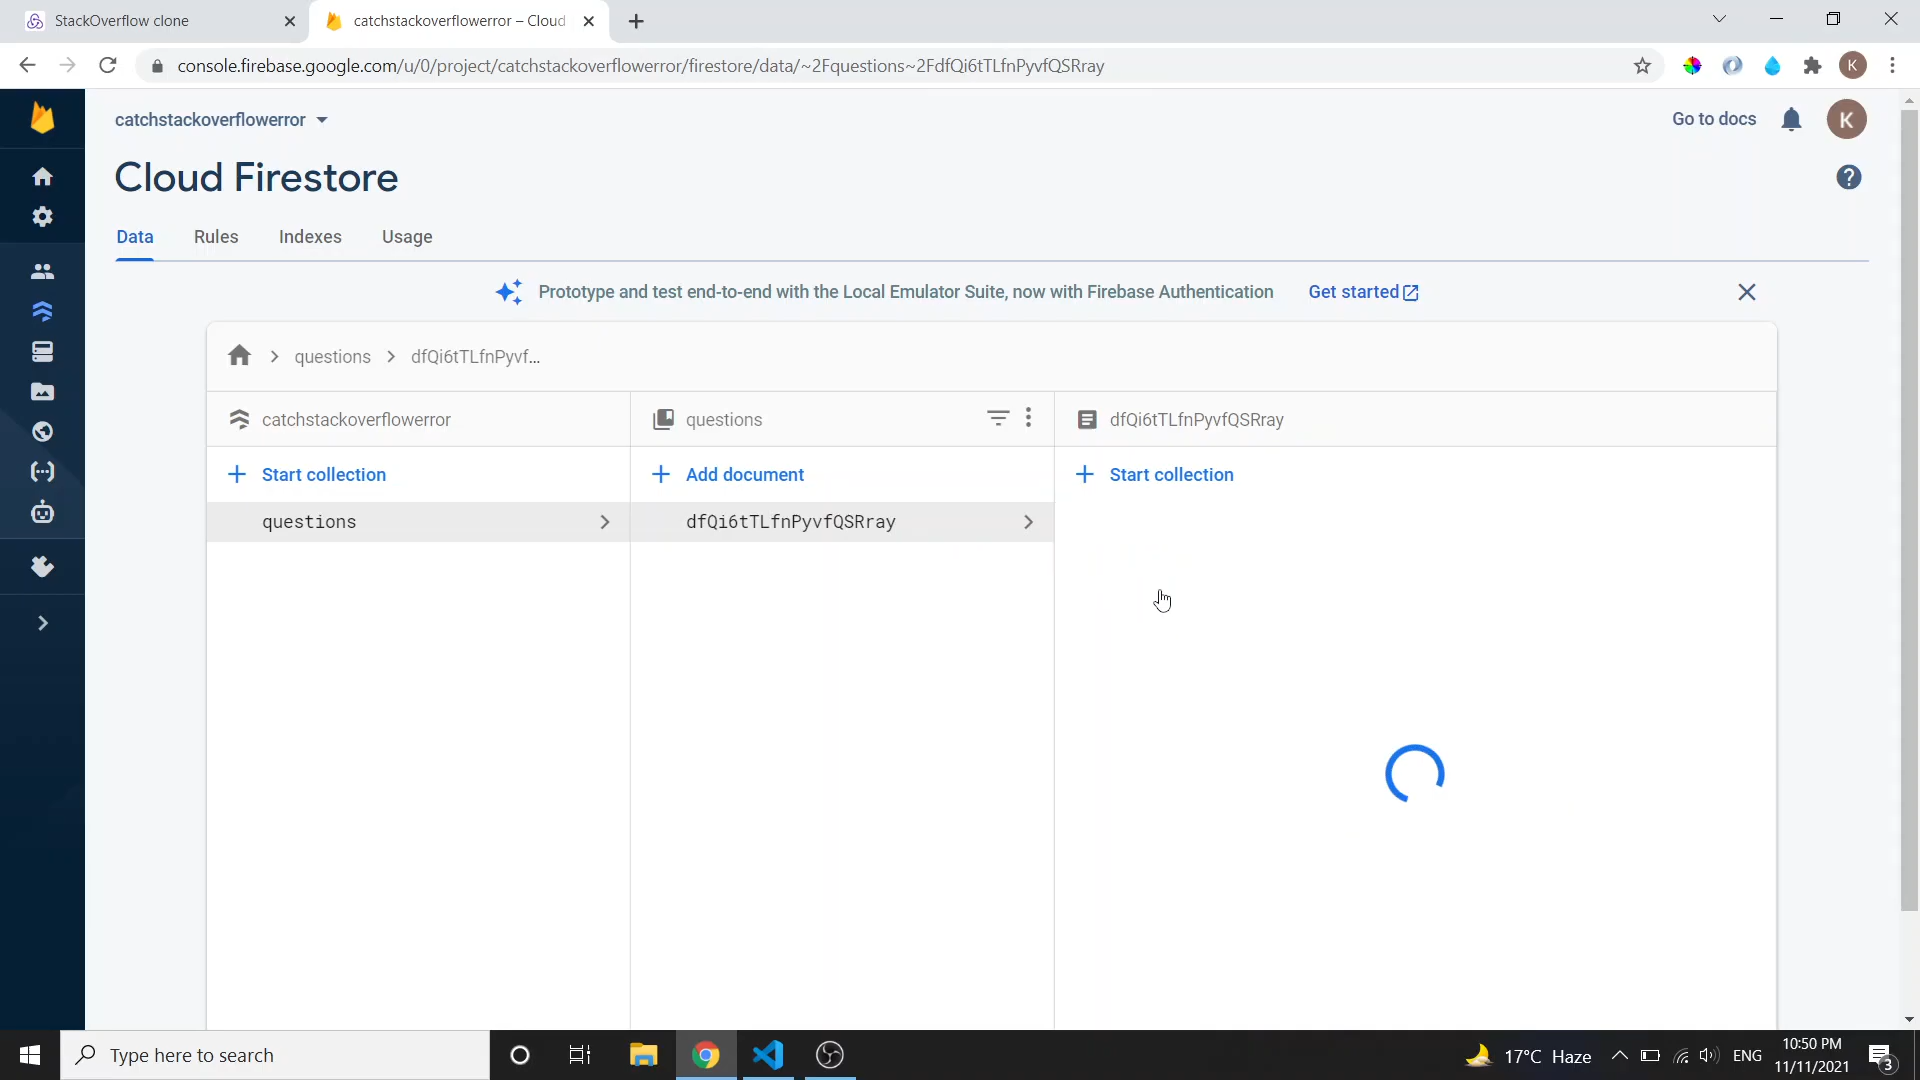 StackOverflow clone
catchstackoverflowerror – Cloud
console.firebase.google.com/u/0/project/catchstackoverflowerror/firestore/data/~2Fquestions~2FdfQi6tTLfnPyvfQSRray
K
catchstackoverflowerror
Go to docs
K
Cloud Firestore
?
Data Rules Indexes Usage
Prototype and test end-to-end with the Local Emulator Suite, now with Firebase Authentication Get started
questions dfQi6tTLfnPyvf...
catchstackoverflowerror
questions
dfQi6tTLfnPyvfQSRray
Start collection
Add document
Start collection
questions
dfQi6tTLfnPyvfQSRray
Type here to search
17°C Haze
ENG
10:50 PM
11/11/2021
3